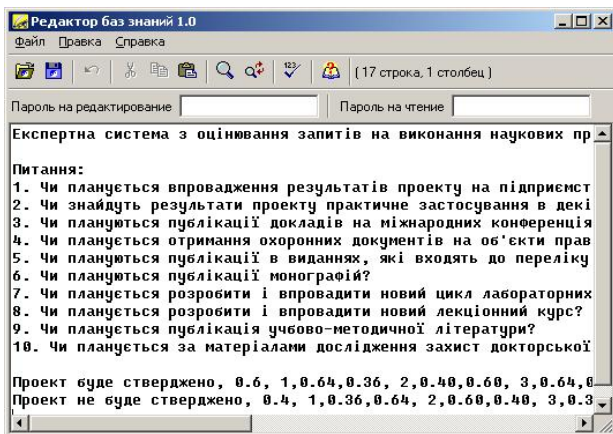 Редактор баз знаний 1.0
Файл Правка Справка
123
(17 строка, 1 столбец)
Пароль на редактирование Пароль на чтение
Експертна система з оцінювання запитів на виконання наукових пр
Питання:
1. Чи планується впровадження результатів проекту на підприємст
2. Чи знайдуть результати проекту практичне застосування в декі
3. Чи плануються публікації докладів на міжнародних конференція
4. Чи планується отримання охоронних документів на об'єкти прав
5. Чи плануються публікації в виданнях, які входять до переліку
6. Чи плануются публікації монографій?
7. Чи планується розробити і впровадити новий цикл лабораторних
8. Чи планується розробити і впровадити новий лекціонний курс?
9. Чи планується публікація учбово-методичної літератури?
10. Чи планується за матеріалами дослідження захист докторської
Проект буде стверджено, 0.6, 1,0.64,0.36, 2,0.40,0.60, 3,0.64,0
Проект не буде стверджено, 0.4, 1,0.36,0.64, 2,0.60,0.40, 3,0.3